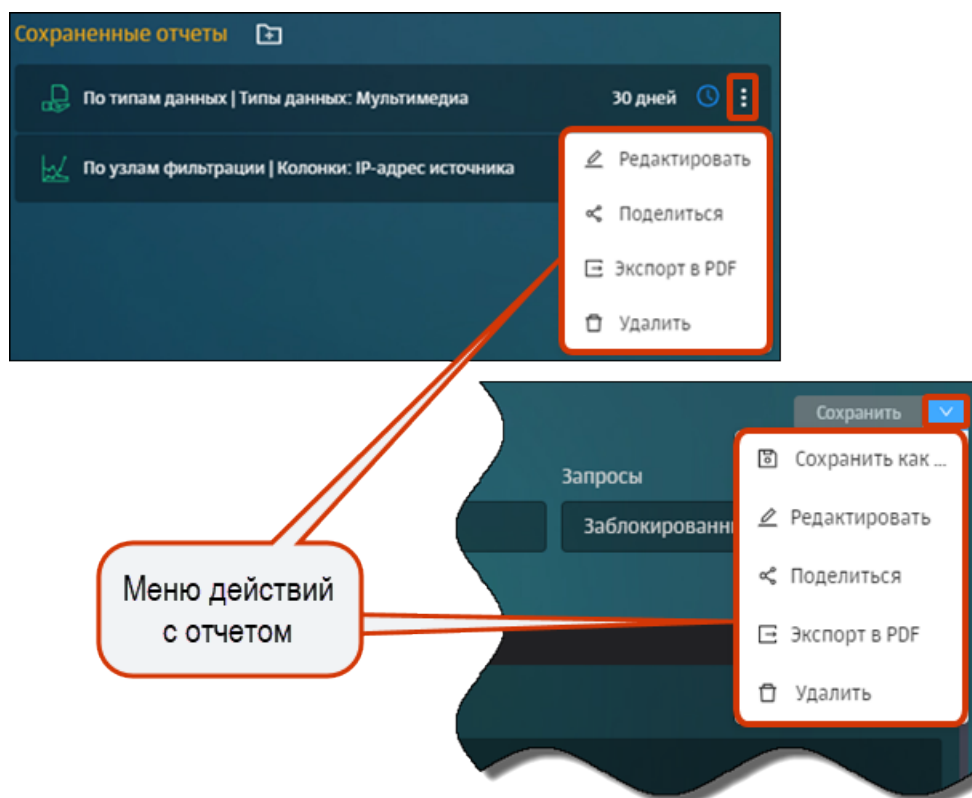 Сохраненные отчеты
По типам данных | Типы данных: Мультимедиа 30 дней
По узлам фильтрации | Колонки: IP-адрес источника
Редактировать
Поделиться
Экспорт в PDF
Удалить
Сохранить
Сохранить как ...
Запросы
Заблокированн
Редактировать
Поделиться
Экспорт в PDF
Удалить
Меню действий
с отчетом